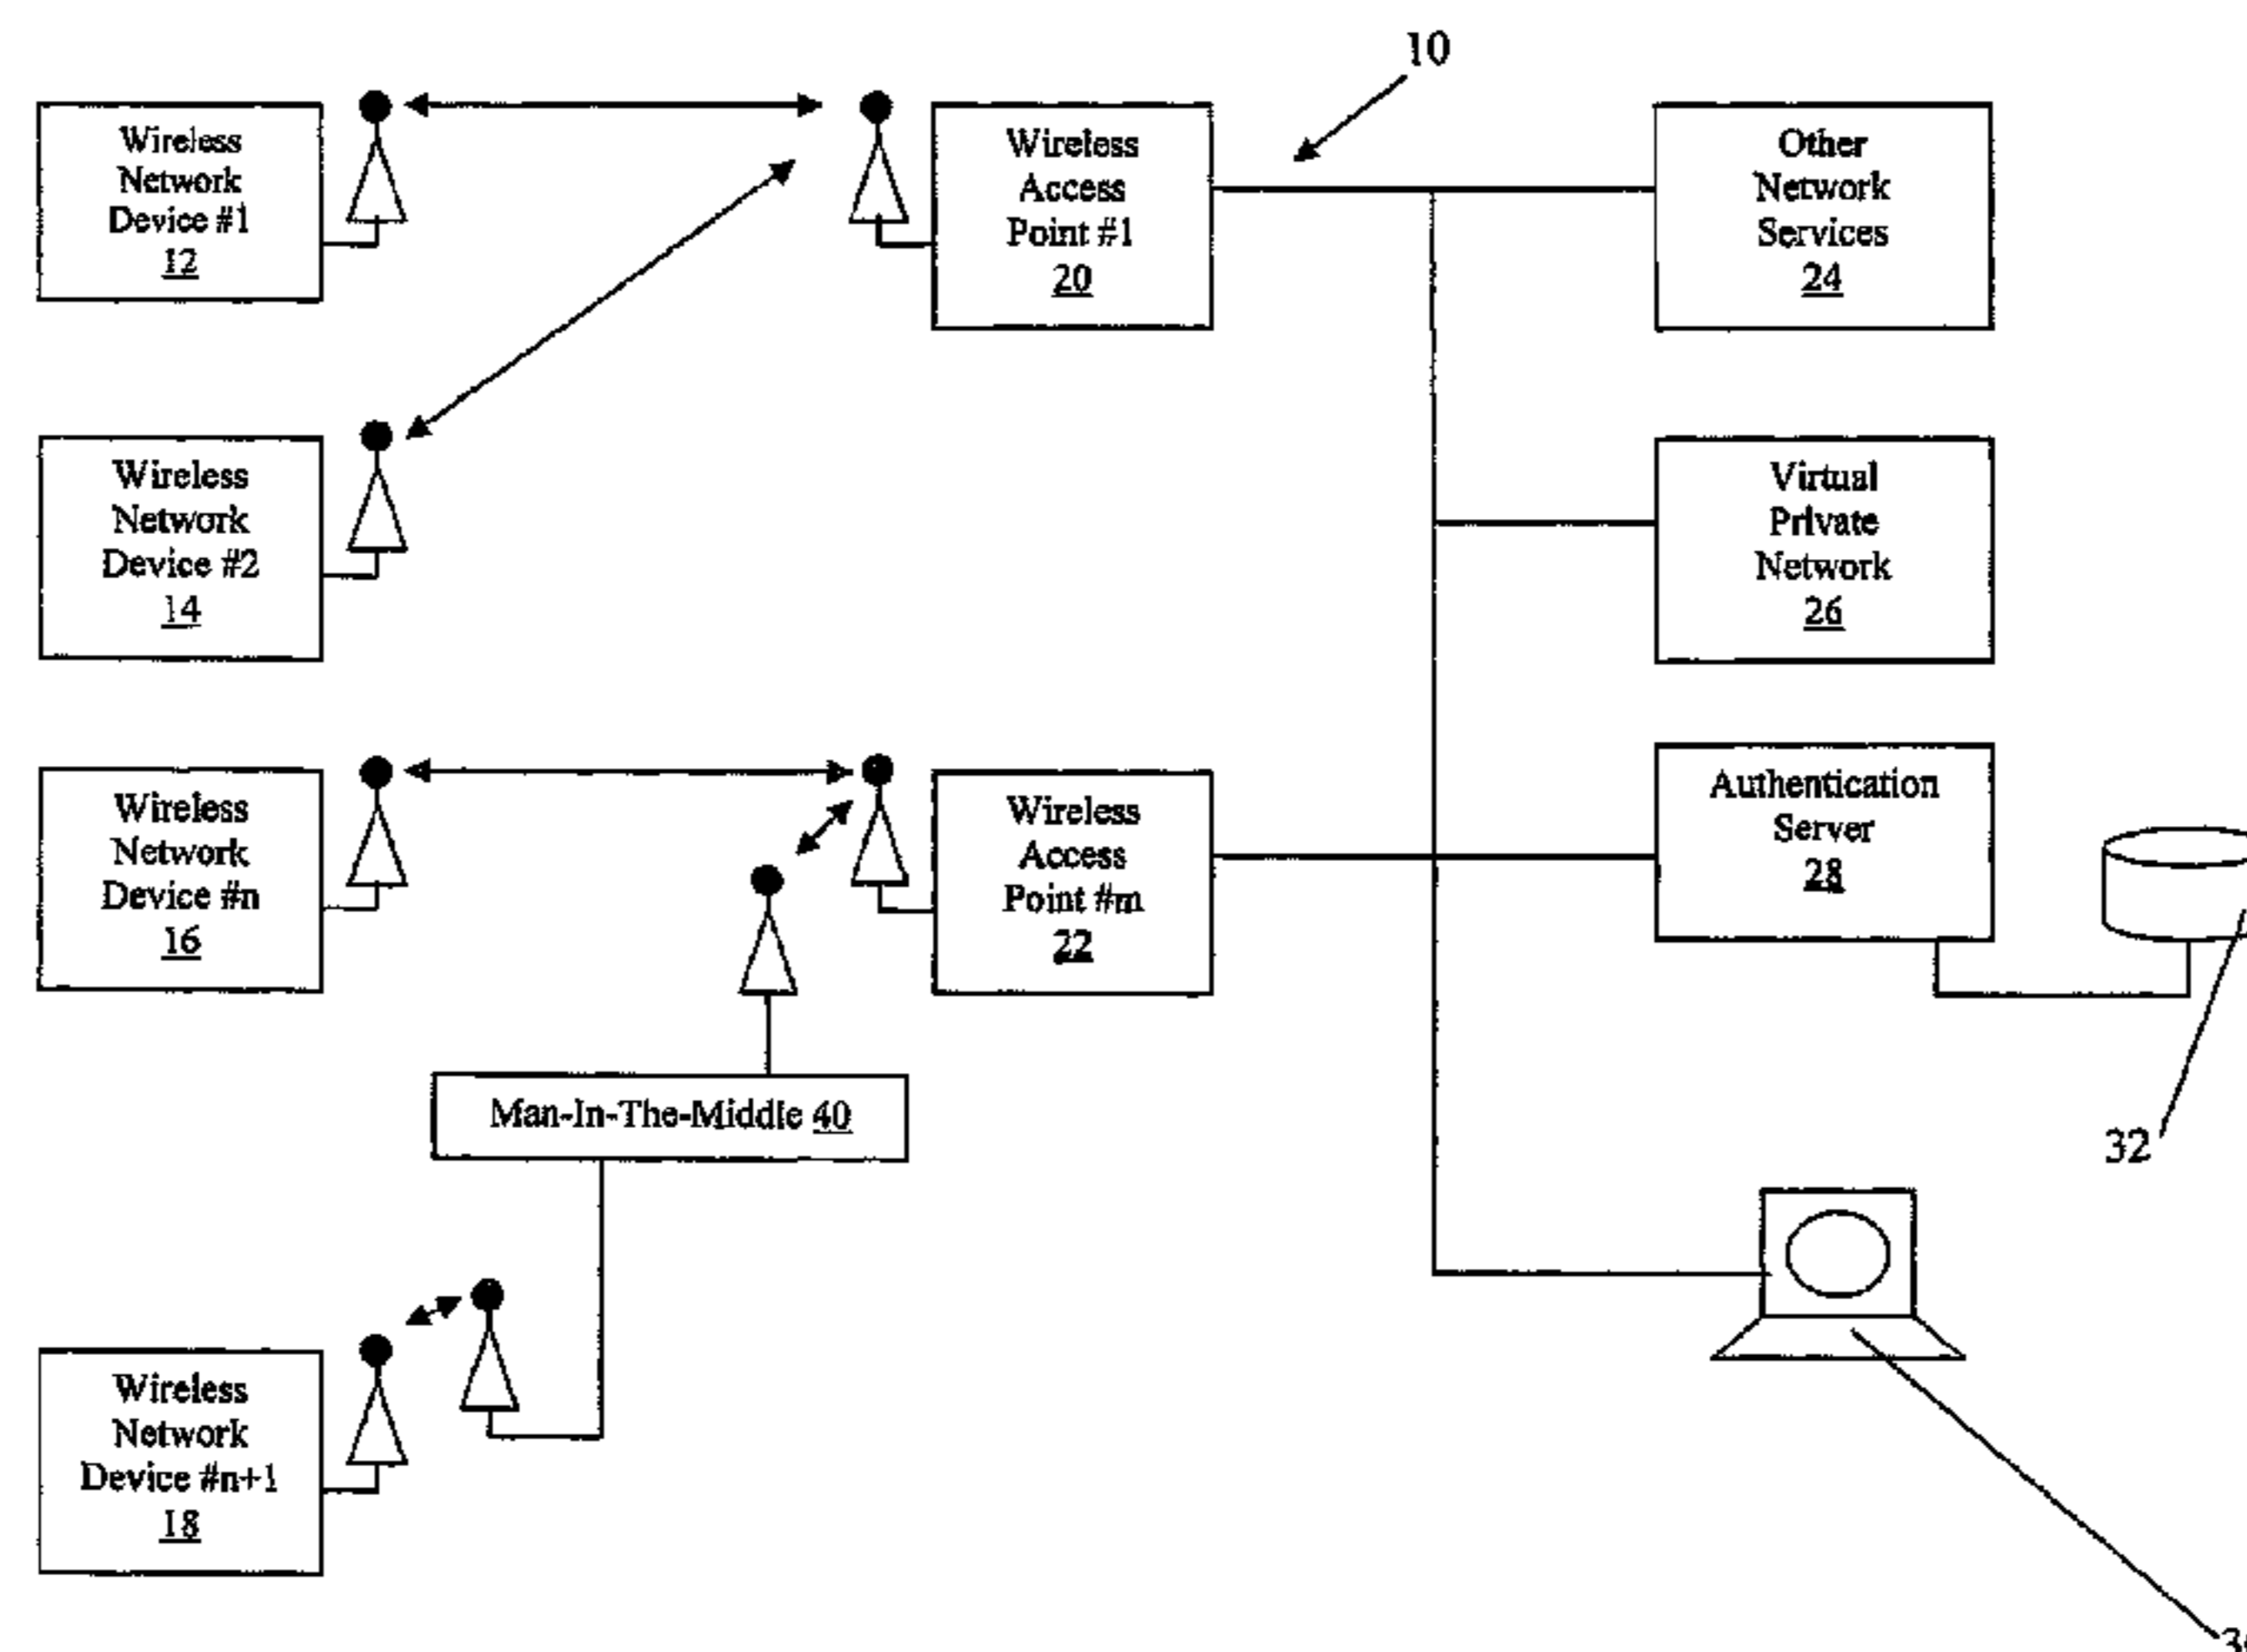 10
Wireless
Network
Device #1
12
Wireless
Access
Point #1
20
Other
Network
Services
24
Wireless
Network
Device #2
14
Virtual
Private
Network
26
Wireless
Network
Device #n
16
Wireless
Access
Point #m
22
Authentication
Server
28
Man-In-The-Middle 40
32
Wireless
Network
Device #n+1
18